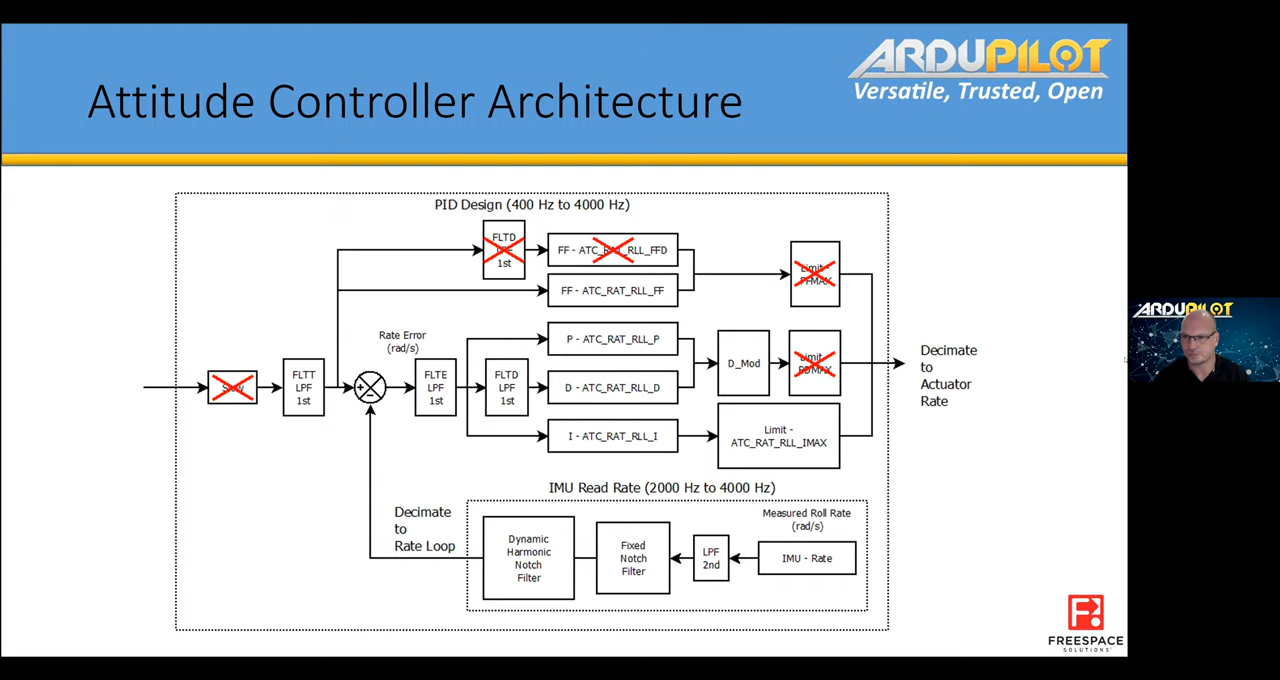 ARDUPILOT
Versatile, Trusted, Open
Attitude Controller Architecture
PID Design (400 Hz to 4000 Hz)
FLTD
LPF
1st
FF - ATC_RAT_RLL_FFD
FF - ATC_RAT_RLL_FF
Limit -
Rate Error
(rad/s)
P - ATC_RAT_RLL_P
D_Mod
Limit -
PDMAX
FLTT
LPF
1st
+
-
FLTE
LPF
1st
FLTD
LPF
1st
D - ATC_RAT_RLL_D
I - ATC_RAT_RLL_I
Limit -
ATC_RAT_RLL_IMAX
Decimate
to
Actuator
Rate
IMU Read Rate (2000 Hz to 4000 Hz)
Decimate
to
Rate Loop
Dynamic
Harmonic
Notch
Filter
Fixed
Notch
Filter
LPF
2nd
Measured Roll Rate
(rad/s)
IMU - Rate
FREESPACE
SOLUTIONS
ARDUPILOT